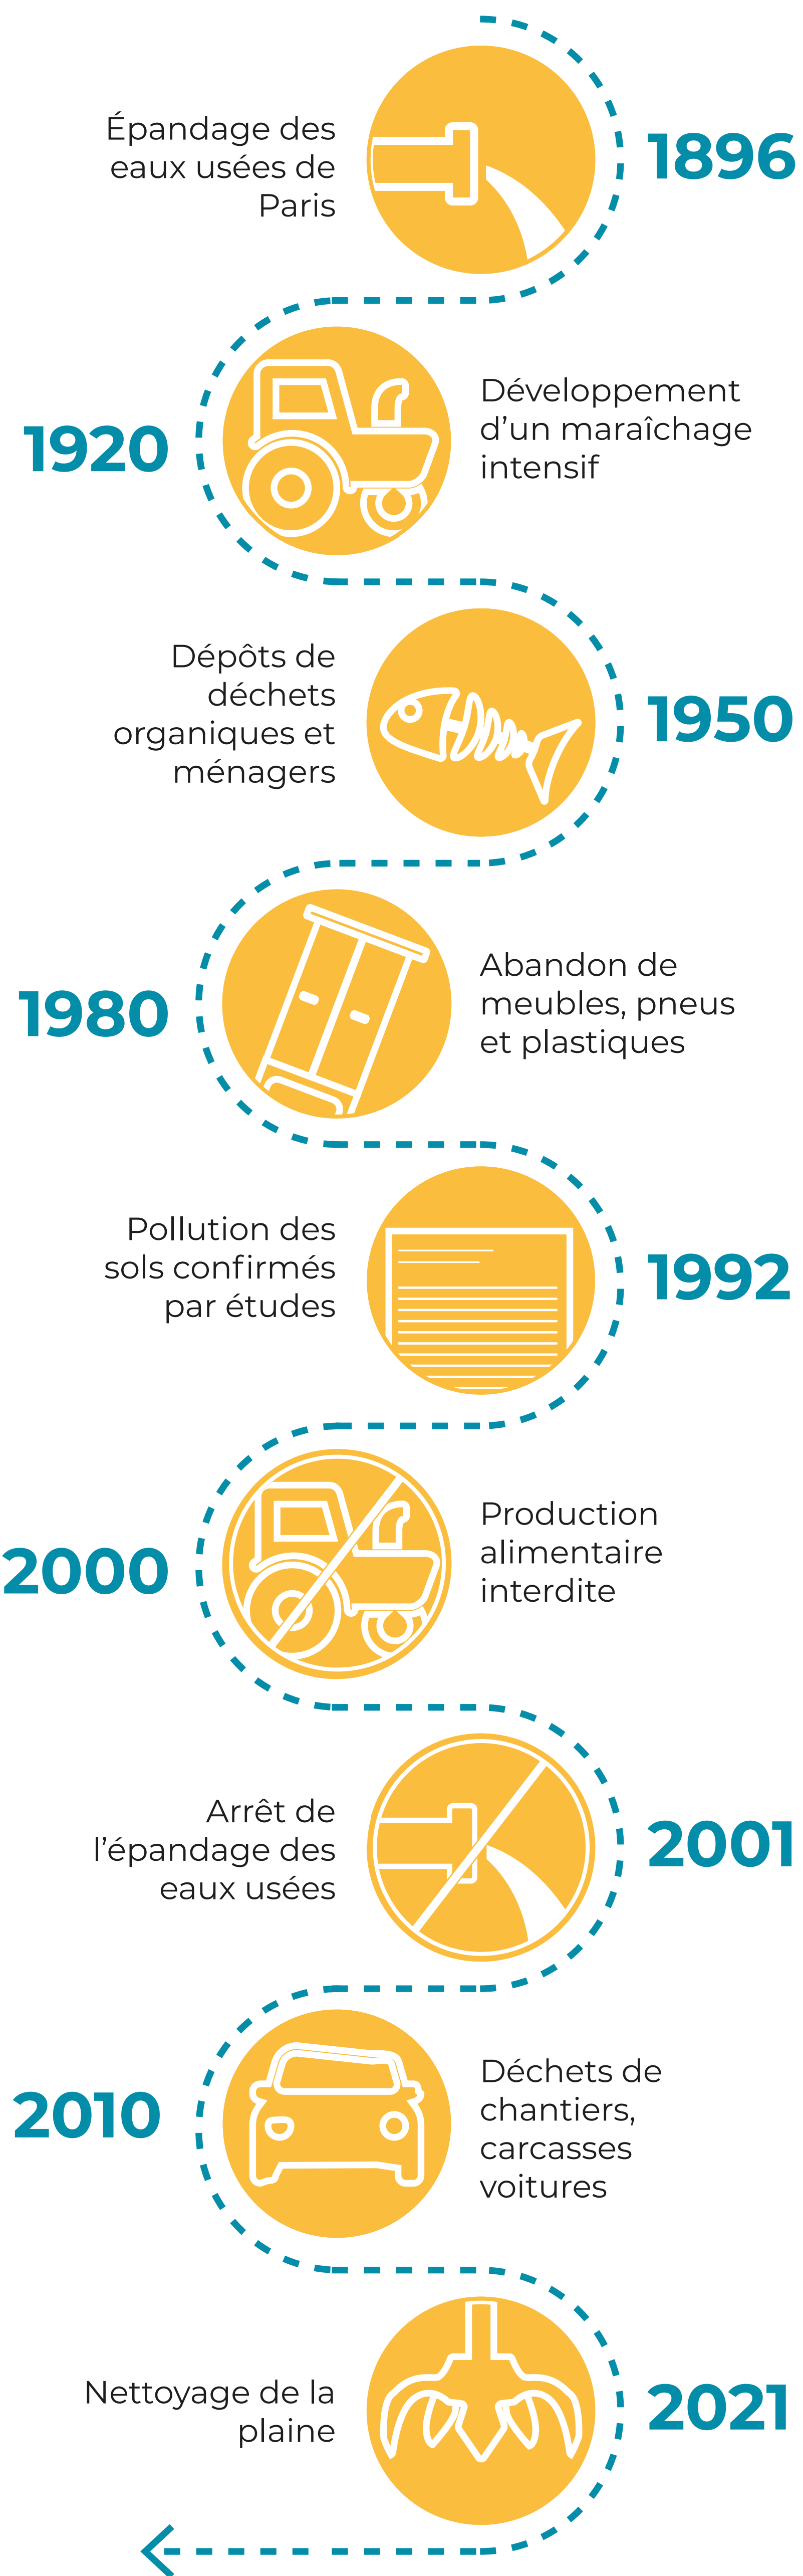 Épandage des
eaux usées de
Paris
1896
1920
Développement
d’un maraîchage
intensif
Dépôts de
déchets
organiques et
ménagers
1950
1980
Abandon de
meubles, pneus
et plastiques
Pollution des
sols confirmés
par études
1992
2000
Production
alimentaire
interdite
Arrêt de
l’épandage des
eaux usées
2001
2010
Déchets de
chantiers,
carcasses
voitures
Nettoyage de la
plaine
2021